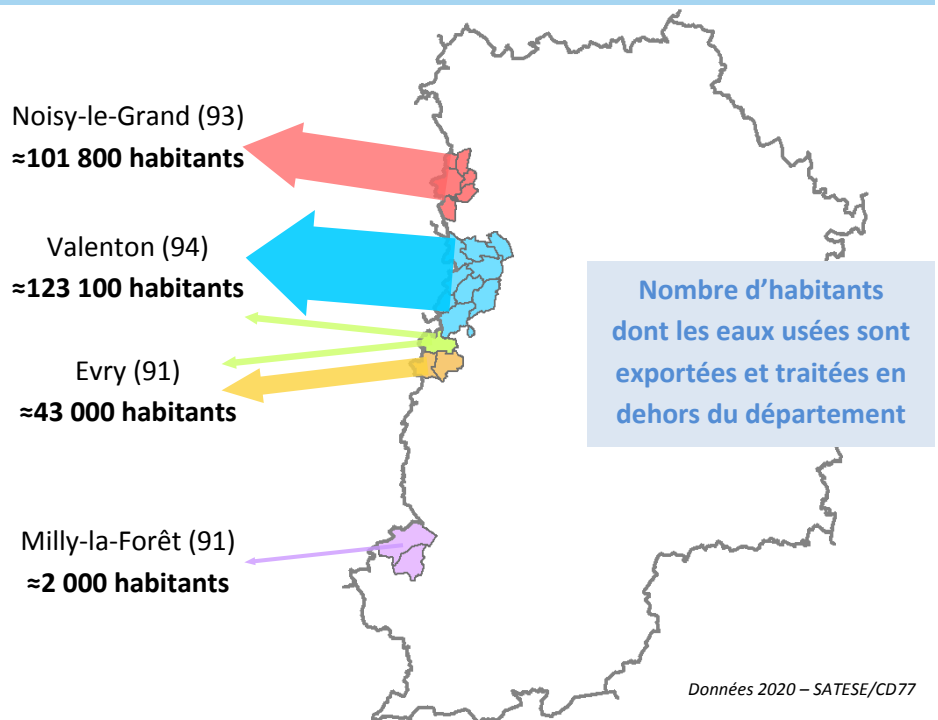 Noisy-le-Grand (93)
≈101 800 habitants
Valenton (94)
≈123 100 habitants
Evry (91)
≈43 000 habitants
Milly-la-Forêt (91)
≈2 000 habitants
Nombre d’habitants
dont les eaux usées sont
exportées et traitées en
dehors du département
Données 2020 – SATESE/CD77